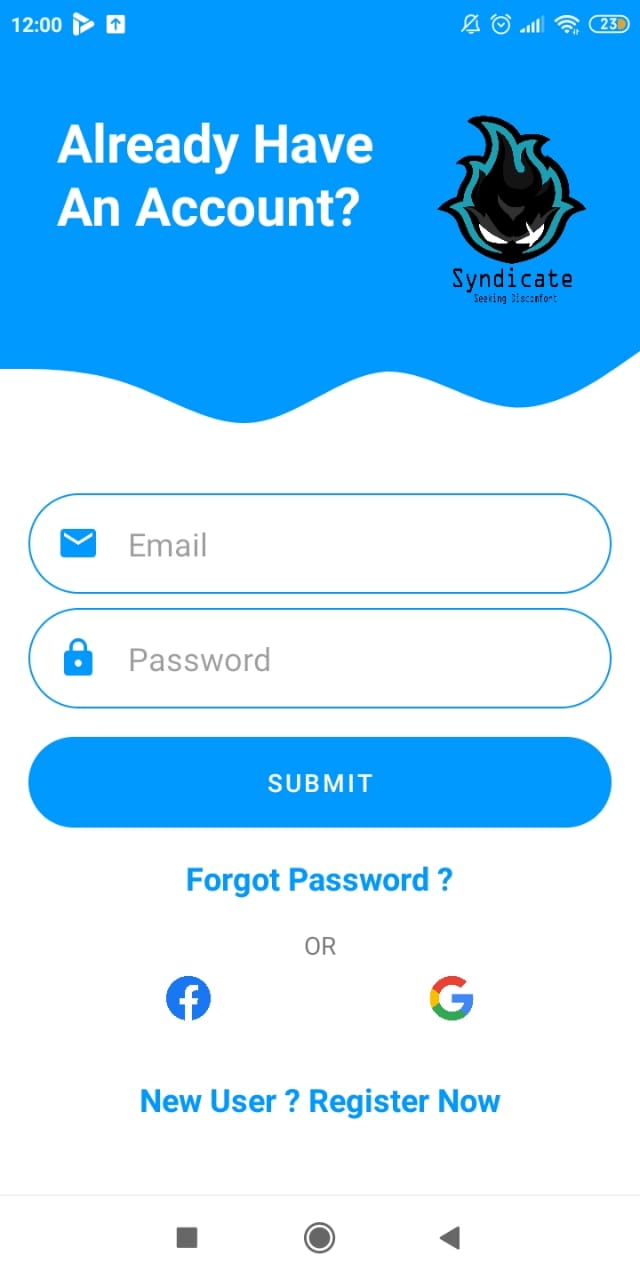 12:00
23
Already Have
An Account?
Syndicate
Seeking Discomfort
Email
Password
SUBMIT
Forgot Password ?
OR
New User ? Register Now